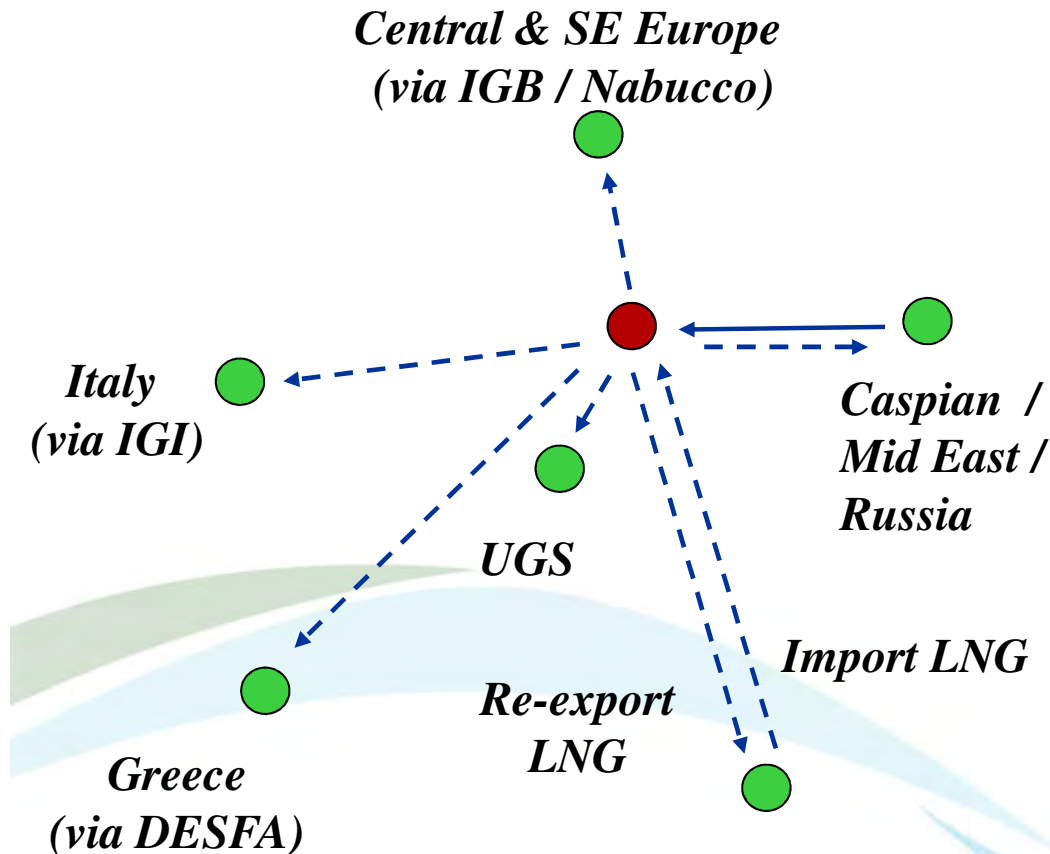 Central & SE Europe
(via IGB / Nabucco)
Italy
(via IGI)
Caspian /
Mid East /
Russia
UGS
Import LNG
Re-export
LNG
Greece
(via DESFA)